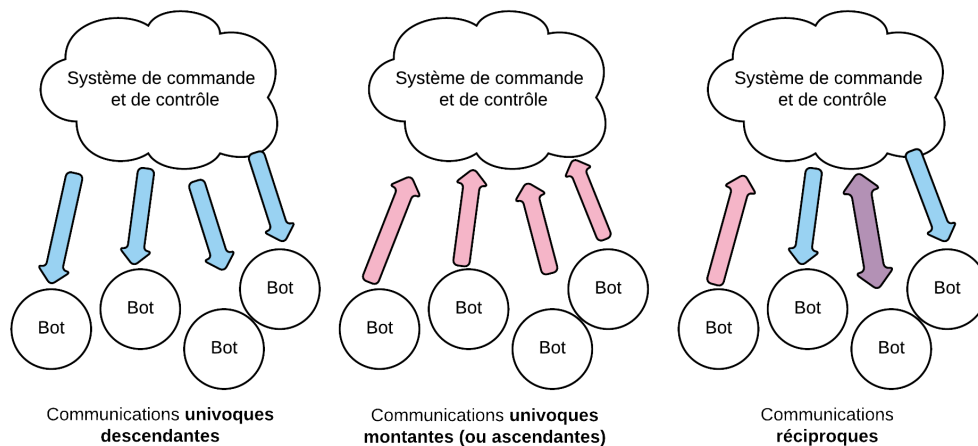 Système de commande
et de contrôle
Bot
Bot
Bot
Bot
Communications univoques
descendantes
Système de commande
et de contrôle
Bot
Bot
Bot
Bot
Communications univoques
montantes (ou ascendantes)
Système de commande
et de contrôle
Bot
Bot
Bot
Bot
Communications
réciproques